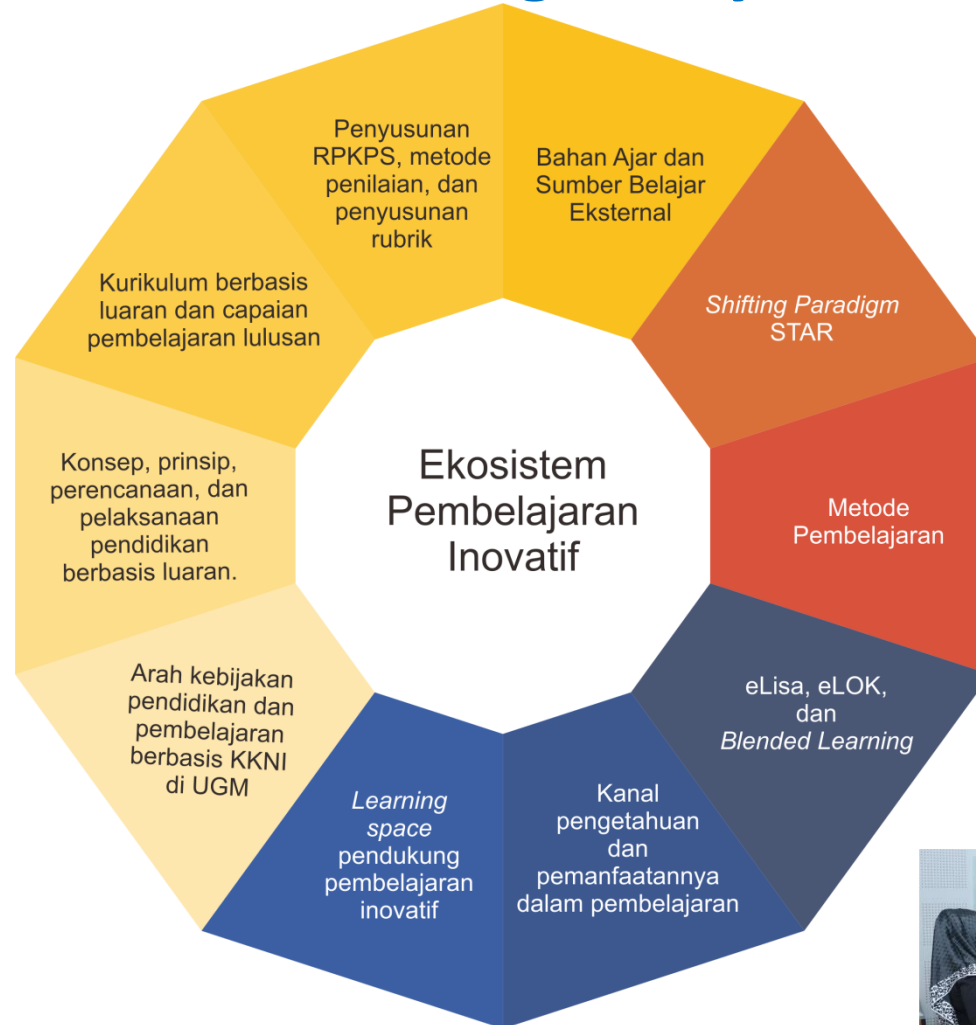 Penyusunan
RPKPS, metode
penilaian, dan
penyusunan
rubrik
Bahan Ajar dan
Sumber Belajar
Eksternal
Shifting Paradigm
STAR
Metode
Pembelajaran
eLisa, eLOK,
dan
Blended Learning
Kanal
pengetahuan
dan
pemanfaatannya
dalam pembelajaran
Learning
space
pendukung
pembelajaran
inovatif
Arah kebijakan
pendidikan dan
pembelajaran
berbasis KKNI
di UGM
Konsep, prinsip,
perencanaan, dan
pelaksanaan
pendidikan
berbasis luaran.
Kurikulum berbasis
luaran dan capaian
pembelajaran lulusan
Ekosistem
Pembelajaran
Inovatif